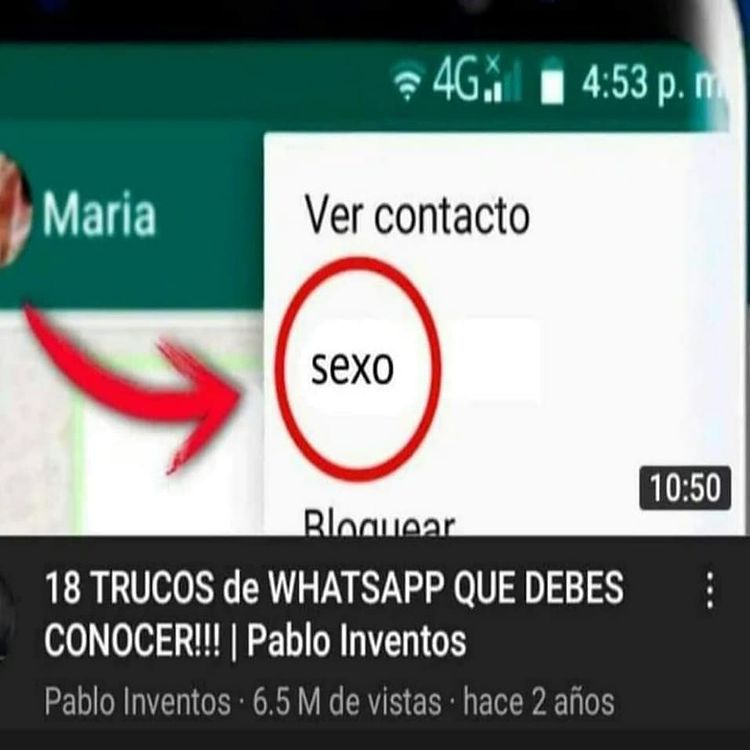 4G 4:53 p. m
Maria
Ver contacto
sexo
10:50
Bloquear
18 TRUCOS de WHATSAPP QUE DEBES
CONOCER!!! | Pablo Inventos
Pablo Inventos · 6.5 M de vistas · hace 2 años